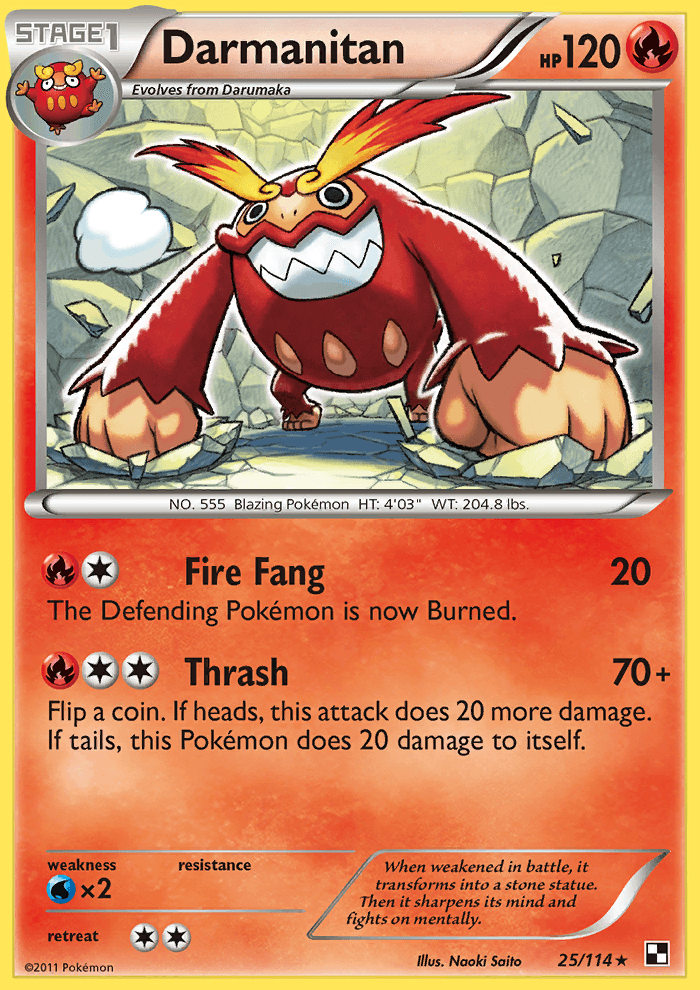 STAGE1
Darmanitan
HP120
Evolves from Darumaka
NO. 555 Blazing Pokémon HT: 4'03" WT: 204.8 lbs.
Fire Fang 20
The Defending Pokémon is now Burned.
Thrash 70+
Flip a coin. If heads, this attack does 20 more damage.
If tails, this Pokémon does 20 damage to itself.
weakness resistance
×2
When weakened in battle, it
transforms into a stone statue.
Then it sharpens its mind and
fights on mentally.
retreat
Illus. Naoki Saito 25/114★
©2011 Pokémon